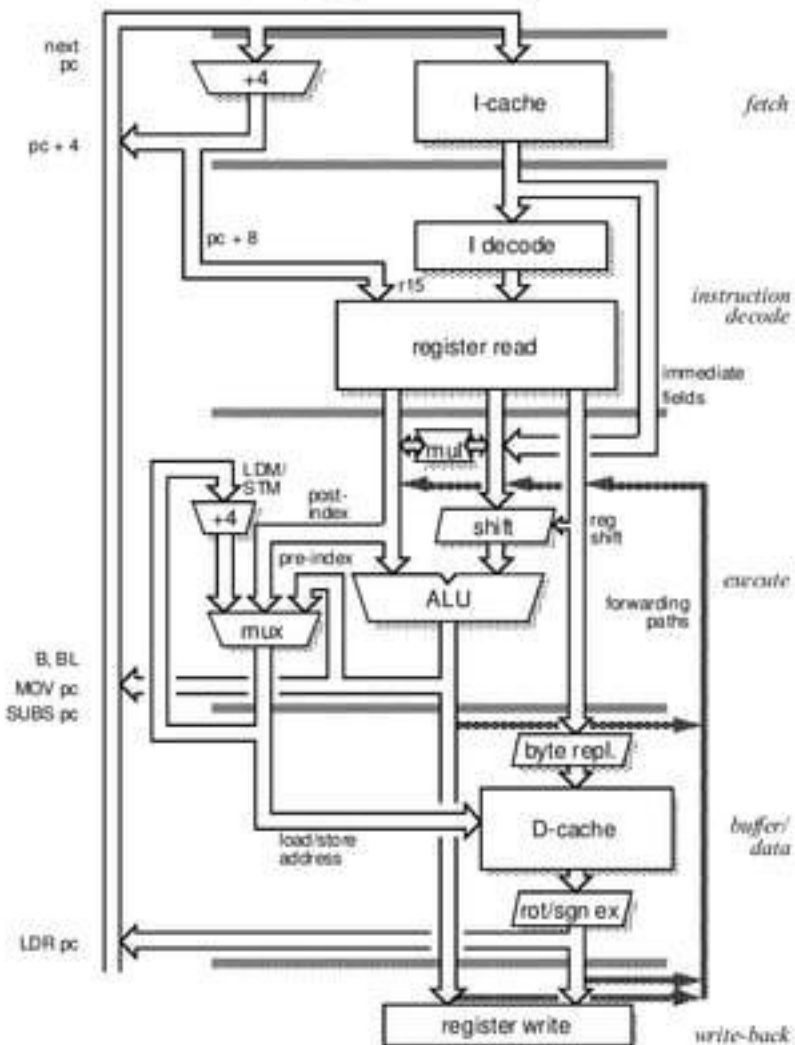 next
pc
+4
I-cache
fetch
pc + 4
I decode
pc + 8
r15
instruction
decode
register read
immediate
fields
mul
LDM/
STM
post-
index
+4
shift
reg
shift
pre-index
execute
ALU
forwarding
paths
mux
B, BL
MOV pc
SUBS pc
byte repl.
D-cache
buffer/
data
load/store
address
rot/sgn ex
LDR pc
register write
write-back